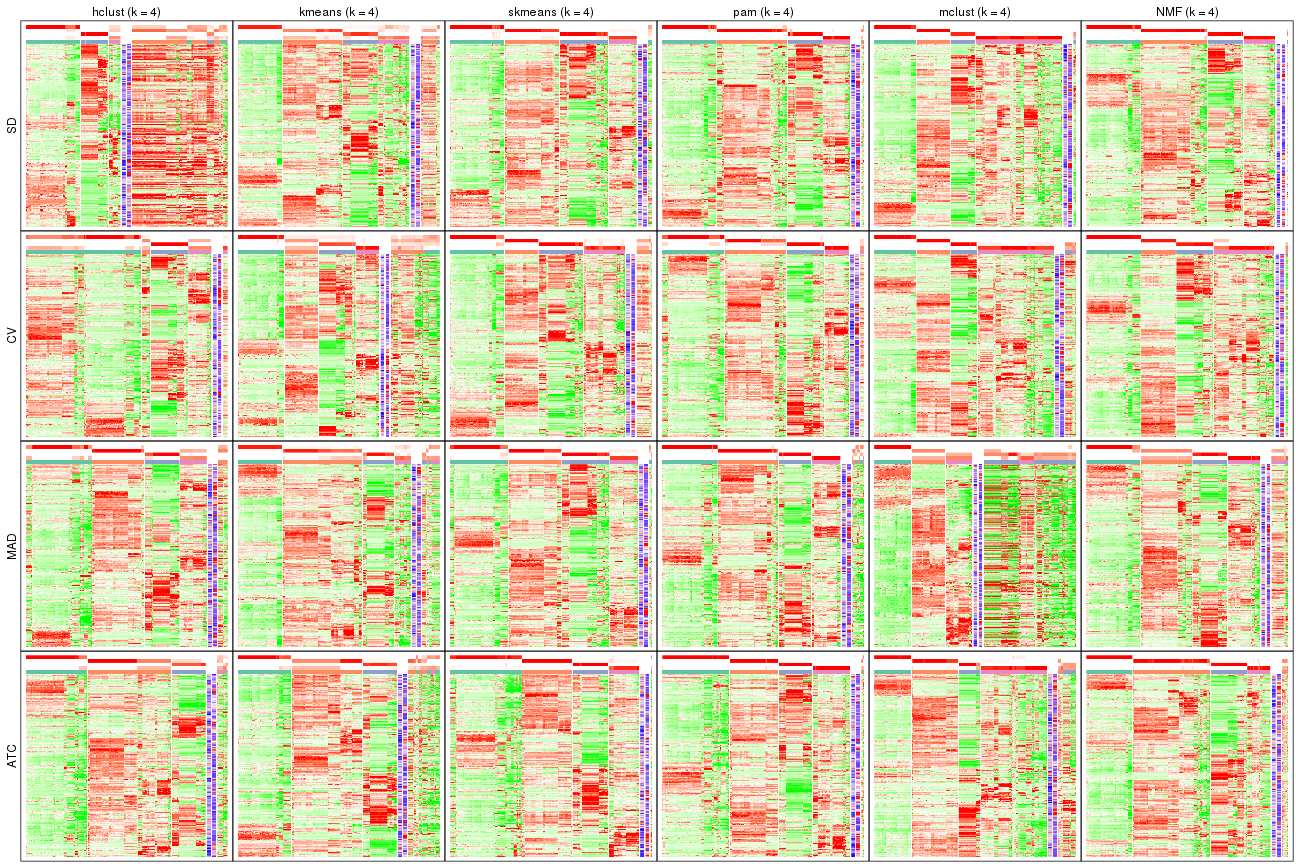 hclust (k = 4) kmeans (k = 4) skmeans (k = 4) pam (k = 4) mclust (k = 4) NMF (k = 4)
SD
CV
MAD
ATC